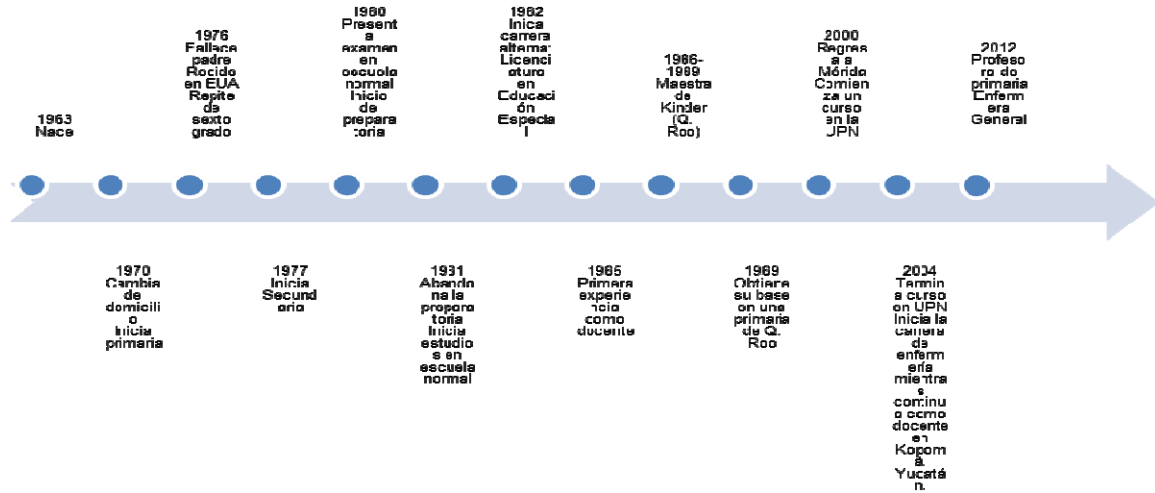 1963
Nace
1976
Fallece
padre
Recide
en EUA
Repite
de
sexto
grado
1980
Present
a
examen
en
escuela
normal
Inicio
de
prepara
toria
1982
Inica
carrera
alterna:
Licenci
atura
en
Educaci
ón
Especia
l
1986-
1989
Maestra
de
Kinder
(Q.
Roo)
2000
Regres
a a
Mérida
Comien
za un
curso
en la
UPN
2012
Profeso
ra de
primaria
Enferm
era
General
1970
Cambia
de
domicili
o
Inicia
primaria
1977
Inicia
Secund
aria
1981
Abando
na la
prepara
toria
Inicia
estudio
s en
escuela
normal
1985
Primera
experie
ncia
como
docente
1989
Obtiene
su base
en una
primaria
de Q.
Roo
2004
Termin
a curso
en UPN
Inicia la
carrera
de
enferm
ería
mientra
s
continu
a como
docente
en
Kopom
á
Yucatá
n.